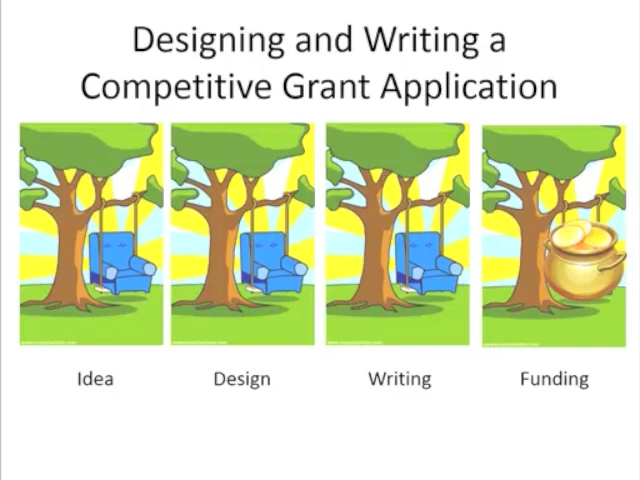 Designing and Writing a
Competitive Grant Application
Idea
Design
Writing
Funding